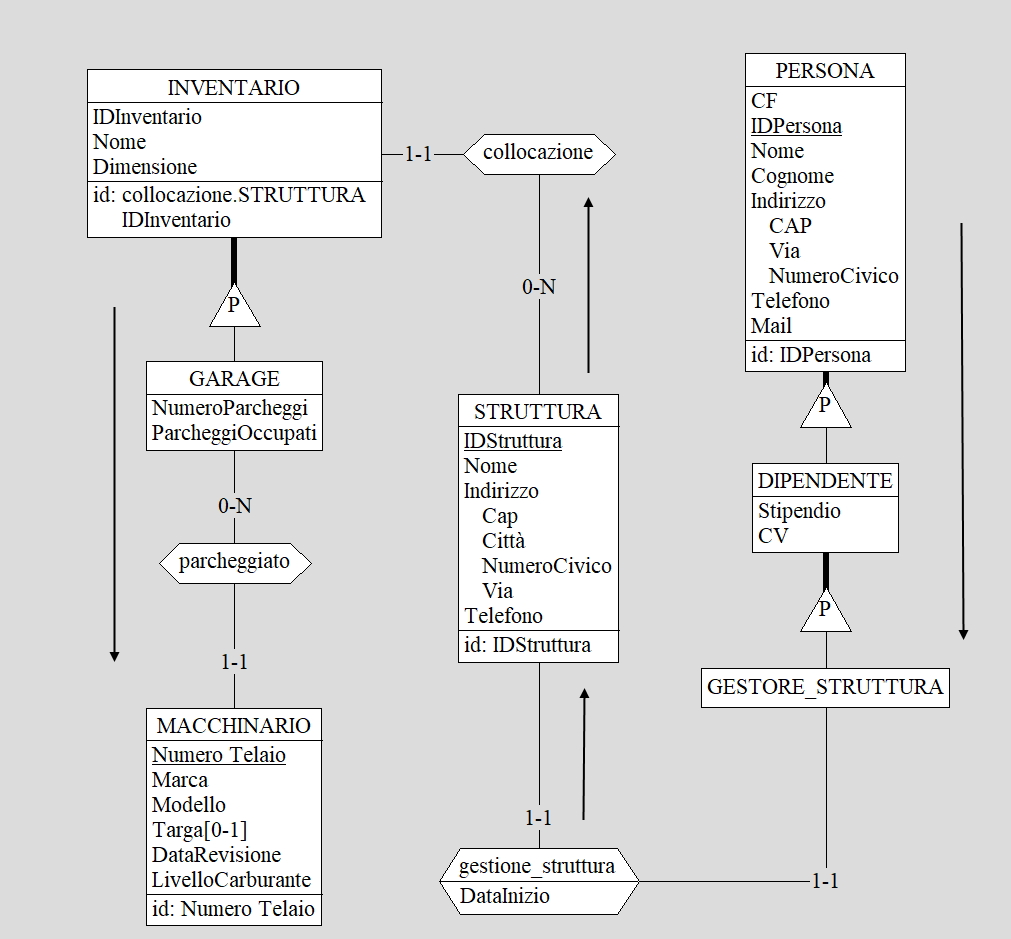 INVENTARIO
IDInventario
Nome
Dimensione
id: collocazione.STRUTTURA
IDInventario
1-1
collocazione
P
GARAGE
NumeroParcheggi
ParcheggiOccupati
0-N
parcheggiato
1-1
MACCHINARIO
Numero Telaio
Marca
Modello
Targa[0-1]
DataRevisione
LivelloCarburante
id: Numero Telaio
0-N
STRUTTURA
IDStruttura
Nome
Indirizzo
Cap
Città
NumeroCivico
Via
Telefono
id: IDStruttura
1-1
gestione_struttura
DataInizio
PERSONA
CF
IDPersona
Nome
Cognome
Indirizzo
CAP
Via
NumeroCivico
Telefono
Mail
id: IDPersona
P
DIPENDENTE
Stipendio
CV
P
GESTORE_STRUTTURA
1-1